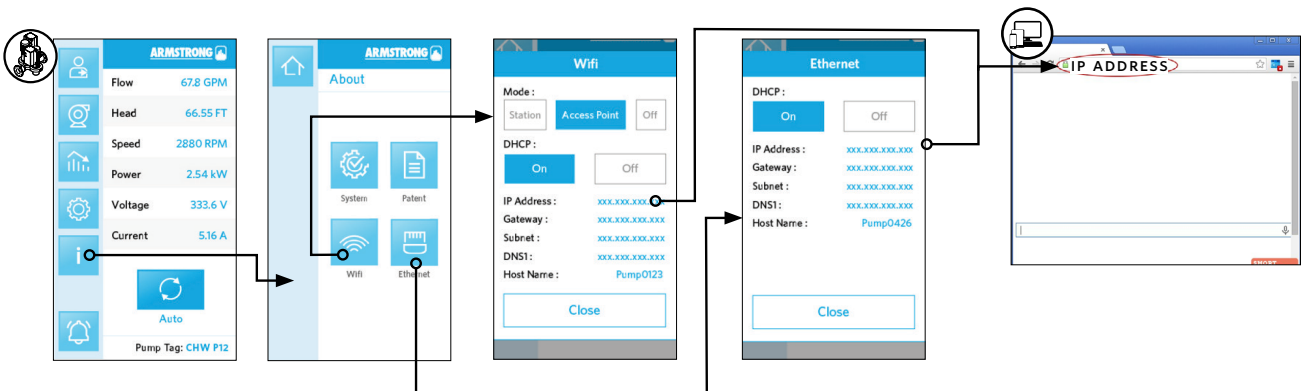 ARMSTRONG
Flow 67.8 GPM
Head 66.55 FT
Speed 2880 RPM
Power 2.54 kW
Voltage 333.6 V
Current 5.16 A
i
Auto
Pump Tag: CHW P12
ARMSTRONG
About
System Patent
Wifi Ethernet
Wifi
Mode :
Station Access Point Off
DHCP :
On Off
IP Address : xxx.xxx.xxx.xxx
Gateway : xxx.xxx.xxx.xxx
Subnet : xxx.xxx.xxx.xxx
DNS1 : xxx.xxx.xxx.xxx
Host Name : Pump0123
Close
Ethernet
DHCP :
On Off
IP Address : xxx.xxx.xxx.xxx
Gateway : xxx.xxx.xxx.xxx
Subnet : xxx.xxx.xxx.xxx
DNS1 : xxx.xxx.xxx.xxx
Host Name : Pump0426
Close
IP ADDRESS